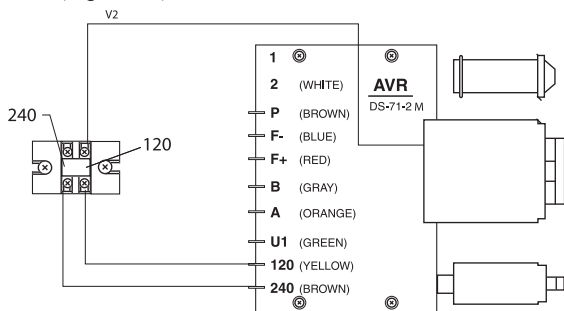 V2
1
2 (WHITE)
AVR
DS-71-2 M
P (BROWN)
F- (BLUE)
F+ (RED)
B (GRAY)
A (ORANGE)
U1 (GREEN)
120 (YELLOW)
240 (BROWN)
240
120